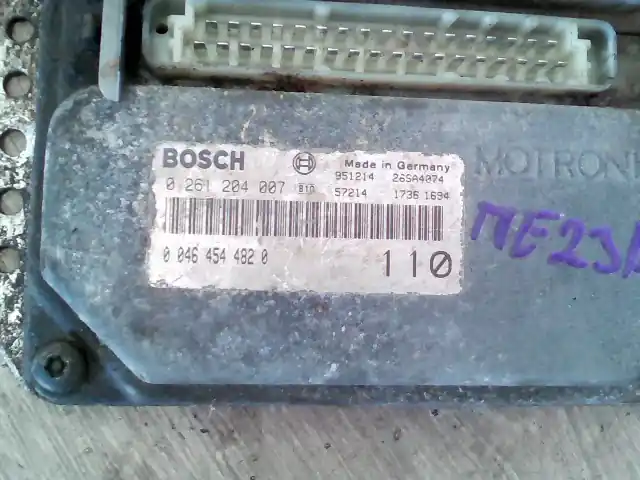 BOSCH
Made in Germany
951214 26SA4074
0 261 204 007 B10 57214 1736 1694
0 046 454 482 0
110
MOTRONI
ME23